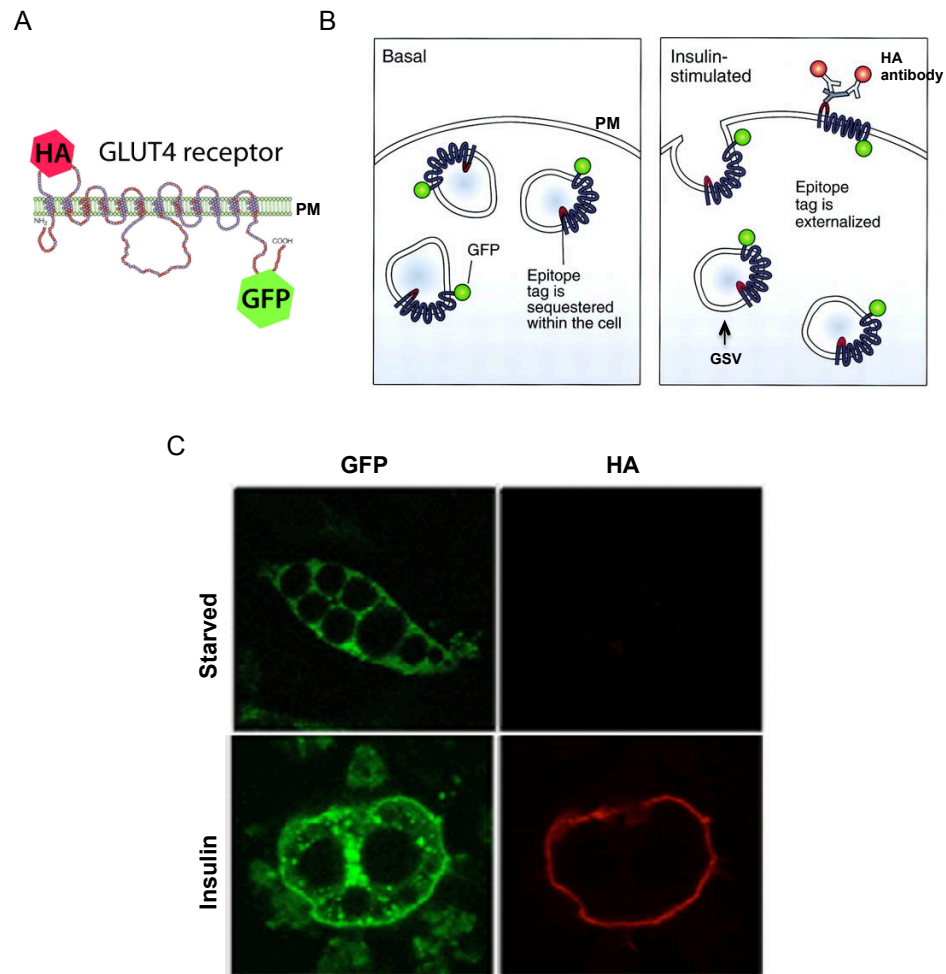 A
HA
GLUT4 receptor
PM
NH2
COOH
GFP
B
Basal
PM
GFP
Epitope
tag is
sequestered
within the cell
Insulin-
stimulated
HA
antibody
Epitope
tag is
externalized
GSV
C
GFP
HA
Starved
Insulin